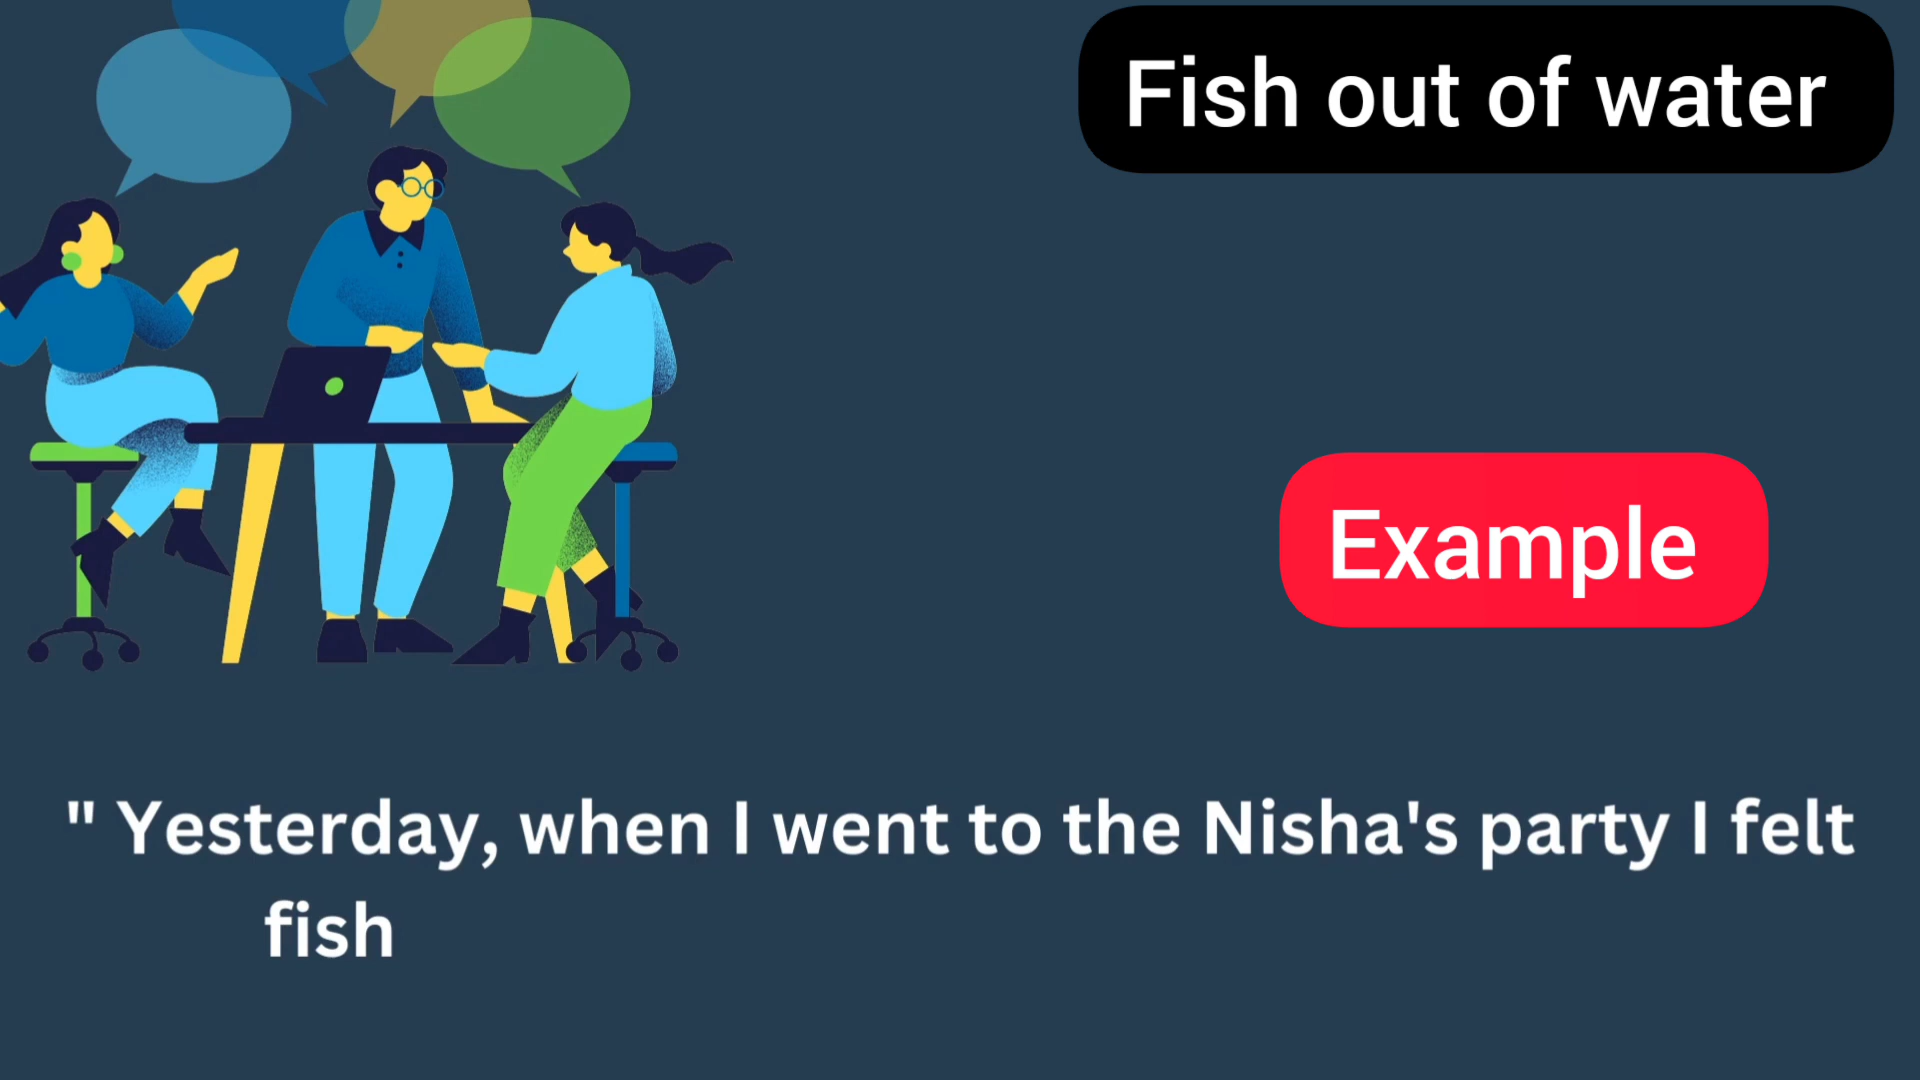 Fish out of water
Example
" Yesterday, when I went to the Nisha's party I felt
fish